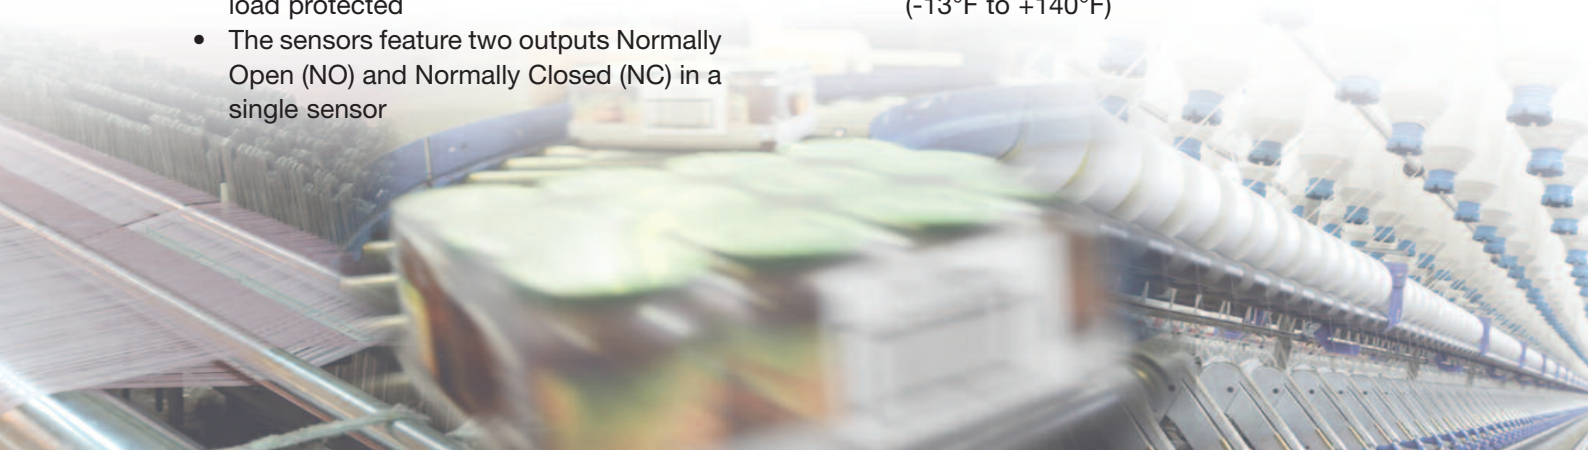 load protected
• The sensors feature two outputs Normally
Open (NO) and Normally Closed (NC) in a
single sensor
(-13°F to +140°F)